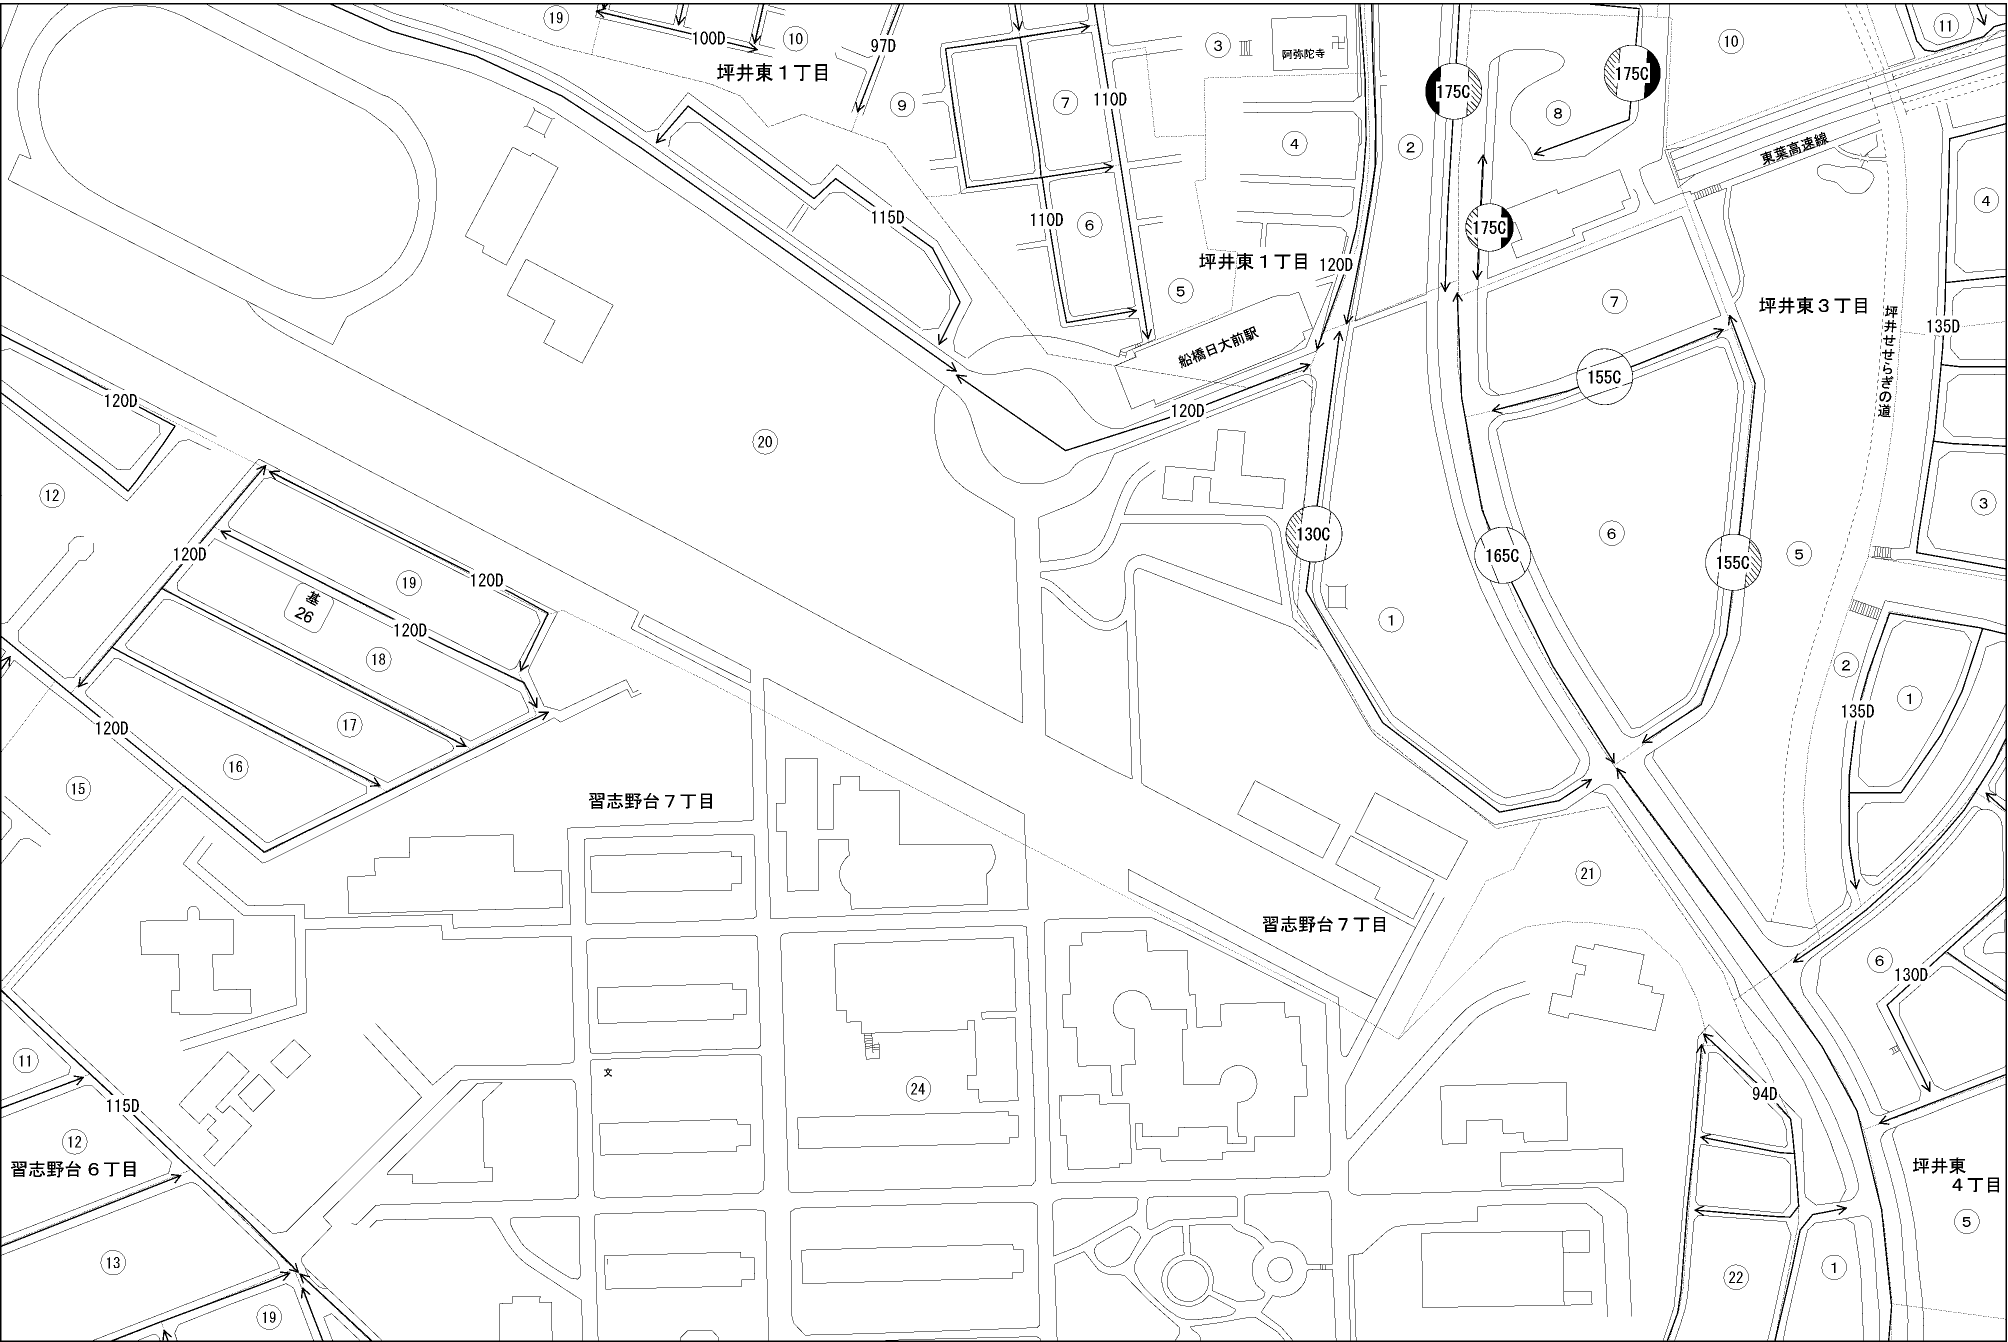 19
100D
10
坪井東１丁目
97D
9
7
110D
110D
6
5
115D
3
阿弥陀寺
4
坪井東１丁目
120D
2
175C
175C
8
10
11
175C
東葉高速線
7
坪井東３丁目
4
135D
坪井せせらぎの道
船橋日大前駅
120D
155C
3
120D
20
12
120D
120D
19
基
26
120D
18
17
16
120D
15
130C
165C
6
155C
5
1
2
1
135D
習志野台７丁目
21
習志野台７丁目
6
130D
11
115D
12
習志野台６丁目
文
24
94D
坪井東
４丁目
5
13
19
22
1